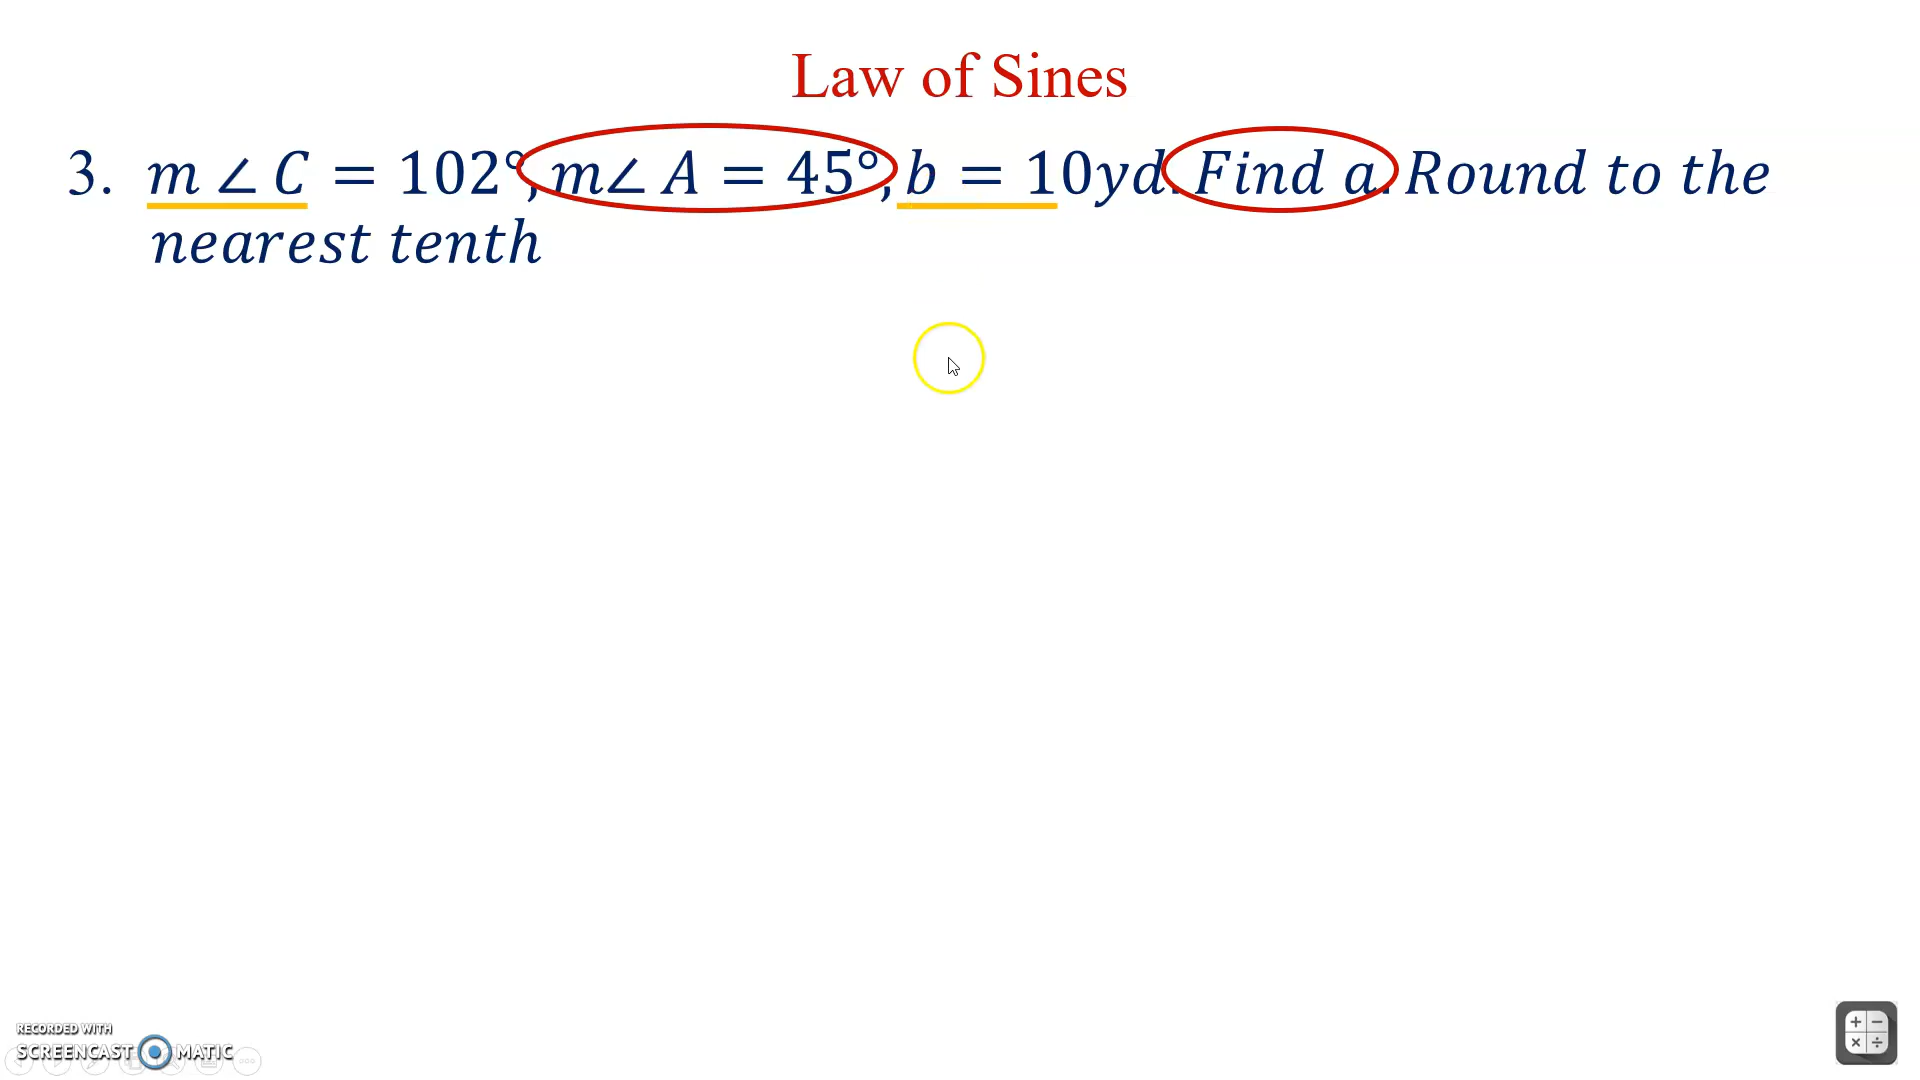 Law of Sines
3. m ∠ C = 102°, m∠ A = 45°, b = 10yd. Find a. Round to the
nearest tenth
RECORDED WITH
SCREENCAST MATIC